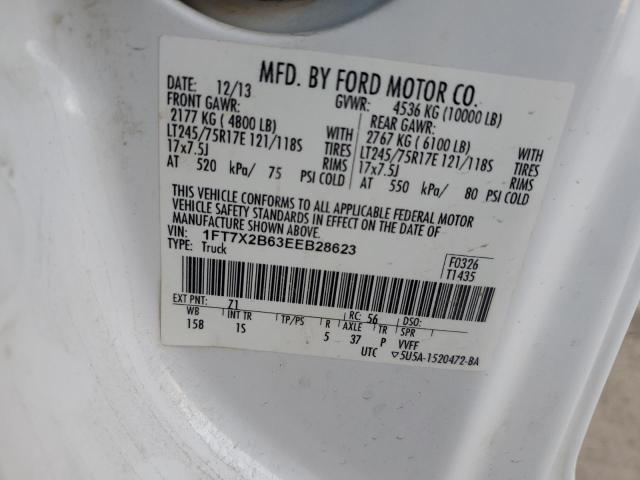 MFD. BY FORD MOTOR CO.
DATE: 12/13 GVWR: 4536 KG (10000 LB)
FRONT GAWR: REAR GAWR:
2177 KG ( 4800 LB) WITH 2767 KG ( 6100 LB) WITH
LT245/75R17E 121/118S TIRES LT245/75R17E 121/118S TIRES
17x7.5J RIMS 17x7.5J RIMS
AT 520 kPa/ 75 PSI COLD AT 550 kPa/ 80 PSI COLD
THIS VEHICLE CONFORMS TO ALL APPLICABLE FEDERAL MOTOR
VEHICLE SAFETY STANDARDS IN EFFECT ON THE DATE OF
MANUFACTURE SHOWN ABOVE.
VIN: 1FT7X2B63EEB28623
TYPE: Truck
F0326
T1435
EXT PNT: Z1 RC: 56 DSO:
WB INT TR TP/PS R AXLE TR SPR
158 1S 5 37 P VVFF
UTC ▽5U5A-1520472-BA